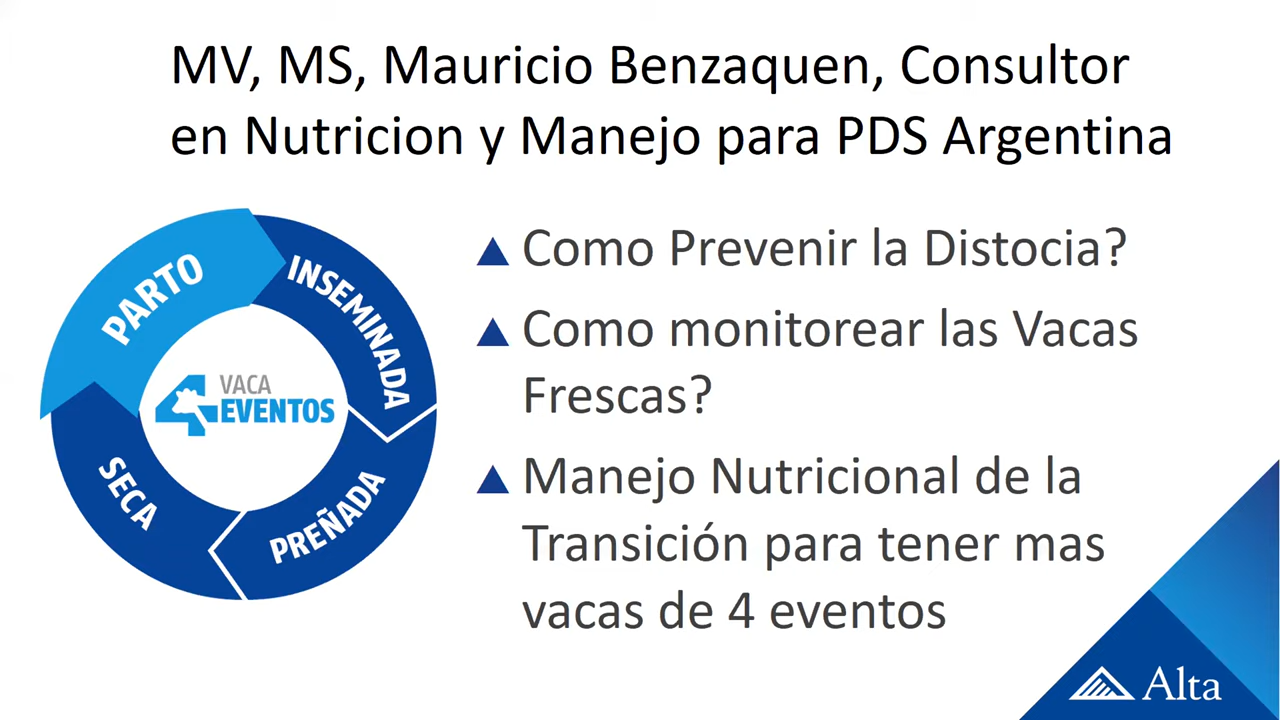 MV, MS, Mauricio Benzaquen, Consultor
en Nutricion y Manejo para PDS Argentina
PARTO
INSEMINADA
PREÑADA
SECA
4 VACA
EVENTOS
Como Prevenir la Distocia?
Como monitorear las Vacas
Frescas?
Manejo Nutricional de la
Transición para tener mas
vacas de 4 eventos
Alta